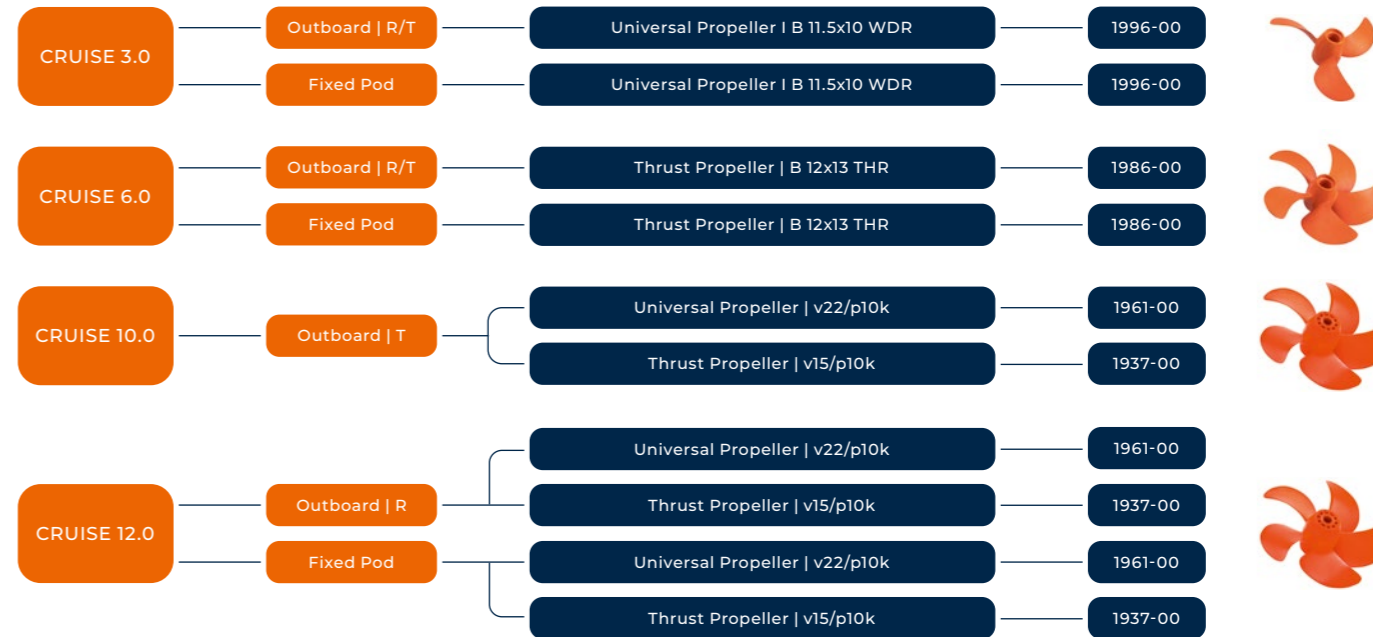 CRUISE 3.0
Outboard | R/T
Universal Propeller I B 11.5x10 WDR
1996-00
Fixed Pod
Universal Propeller I B 11.5x10 WDR
1996-00
CRUISE 6.0
Outboard | R/T
Thrust Propeller | B 12x13 THR
1986-00
Fixed Pod
Thrust Propeller | B 12x13 THR
1986-00
CRUISE 10.0
Outboard | T
Universal Propeller | v22/p10k
1961-00
Thrust Propeller | v15/p10k
1937-00
CRUISE 12.0
Outboard | R
Universal Propeller | v22/p10k
1961-00
Thrust Propeller | v15/p10k
1937-00
Fixed Pod
Universal Propeller | v22/p10k
1961-00
Thrust Propeller | v15/p10k
1937-00